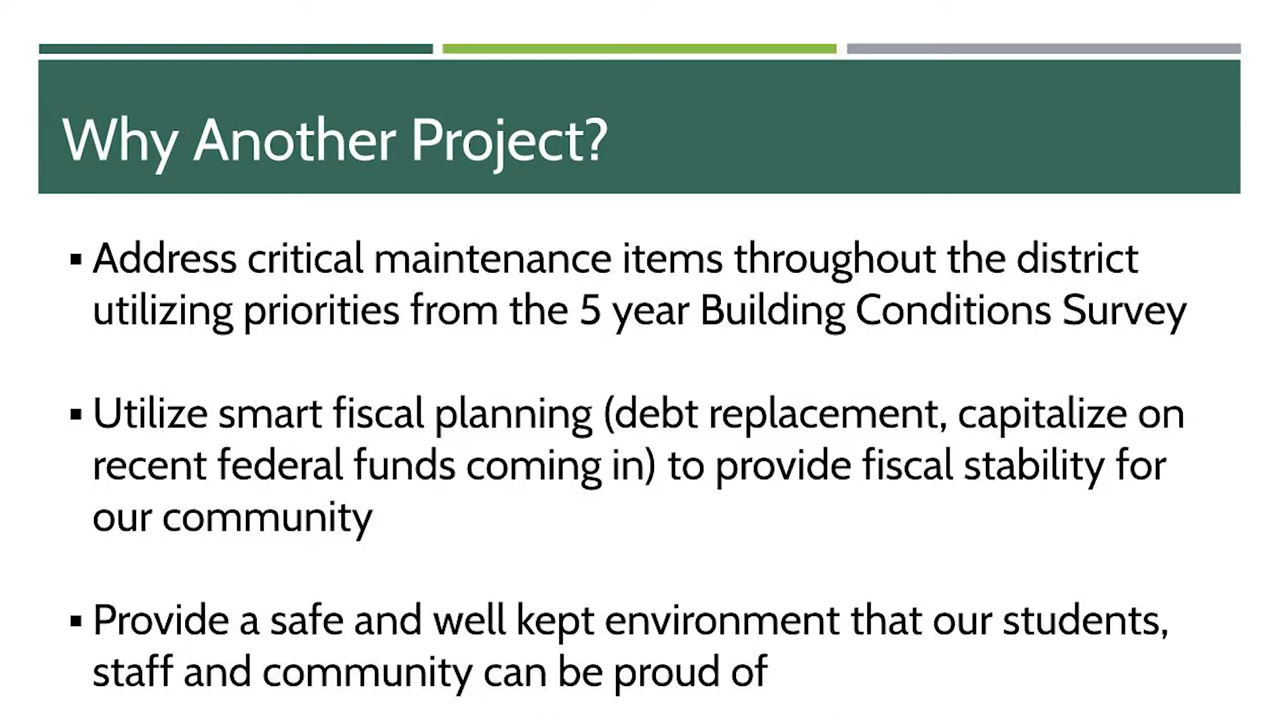 Why Another Project?
▪ Address critical maintenance items throughout the district
utilizing priorities from the 5 year Building Conditions Survey
▪ Utilize smart fiscal planning (debt replacement, capitalize on
recent federal funds coming in) to provide fiscal stability for
our community
▪ Provide a safe and well kept environment that our students,
staff and community can be proud of